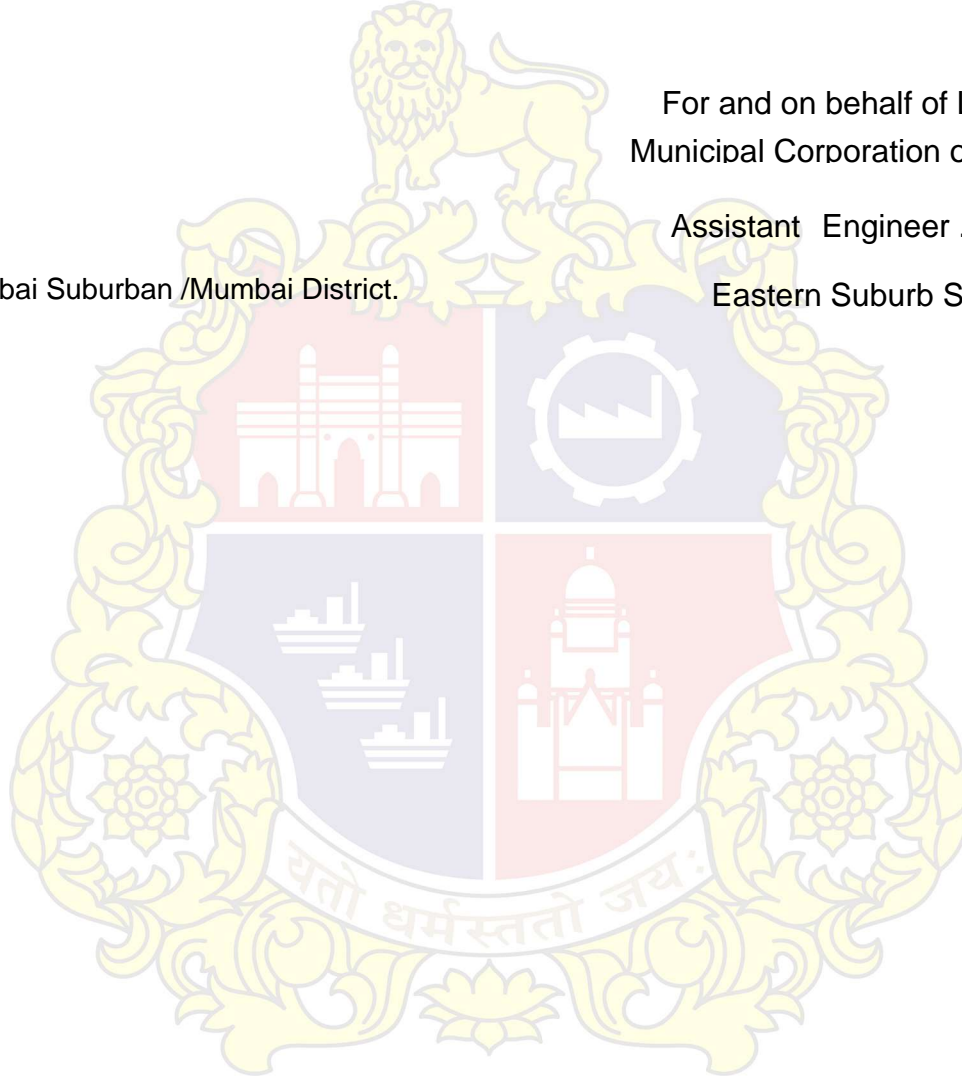 For and on behalf of
Municipal Corporation
Assistant Engineer .
bai Suburban /Mumbai District.
Eastern Suburb S
यतो धर्मस्ततो जय: